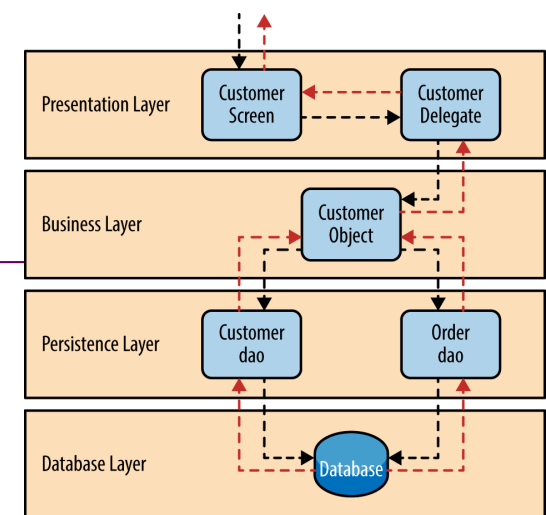 Presentation Layer
Customer
Screen
Customer
Delegate
Business Layer
Customer
Object
Persistence Layer
Customer
dao
Order
dao
Database Layer
Database